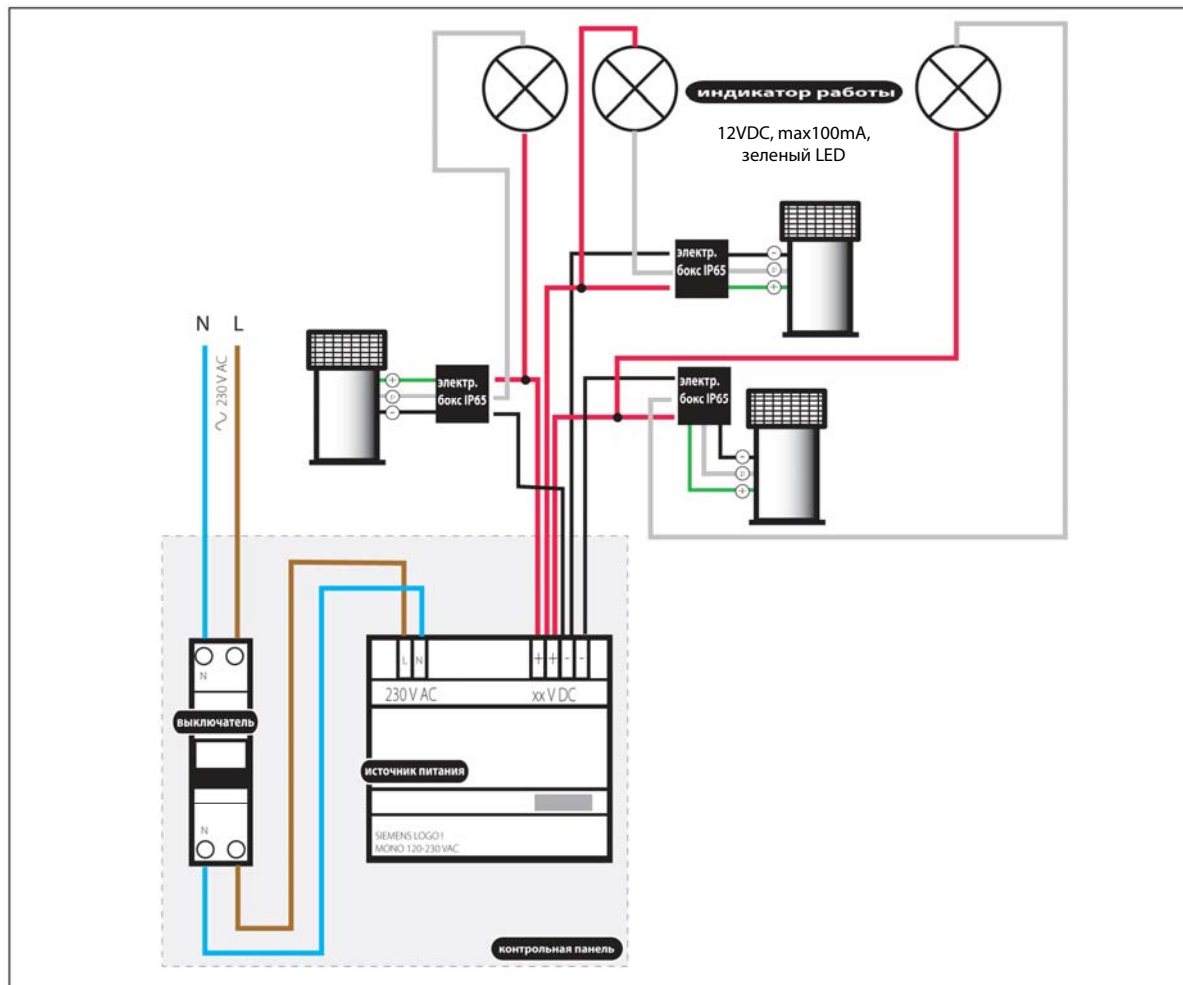 индикатор работы
12VDC, max100mA,
зеленый LED
электр.
бокс IP65
- 
+
N L
230 V AC
электр.
бокс IP65
+
-
электр.
бокс IP65
-
+
L N + + - -
N
230 V AC xx V DC
выключатель
источник питания
N
SIEMENS LOGO !
MONO 120-230 VAC
контрольная панель